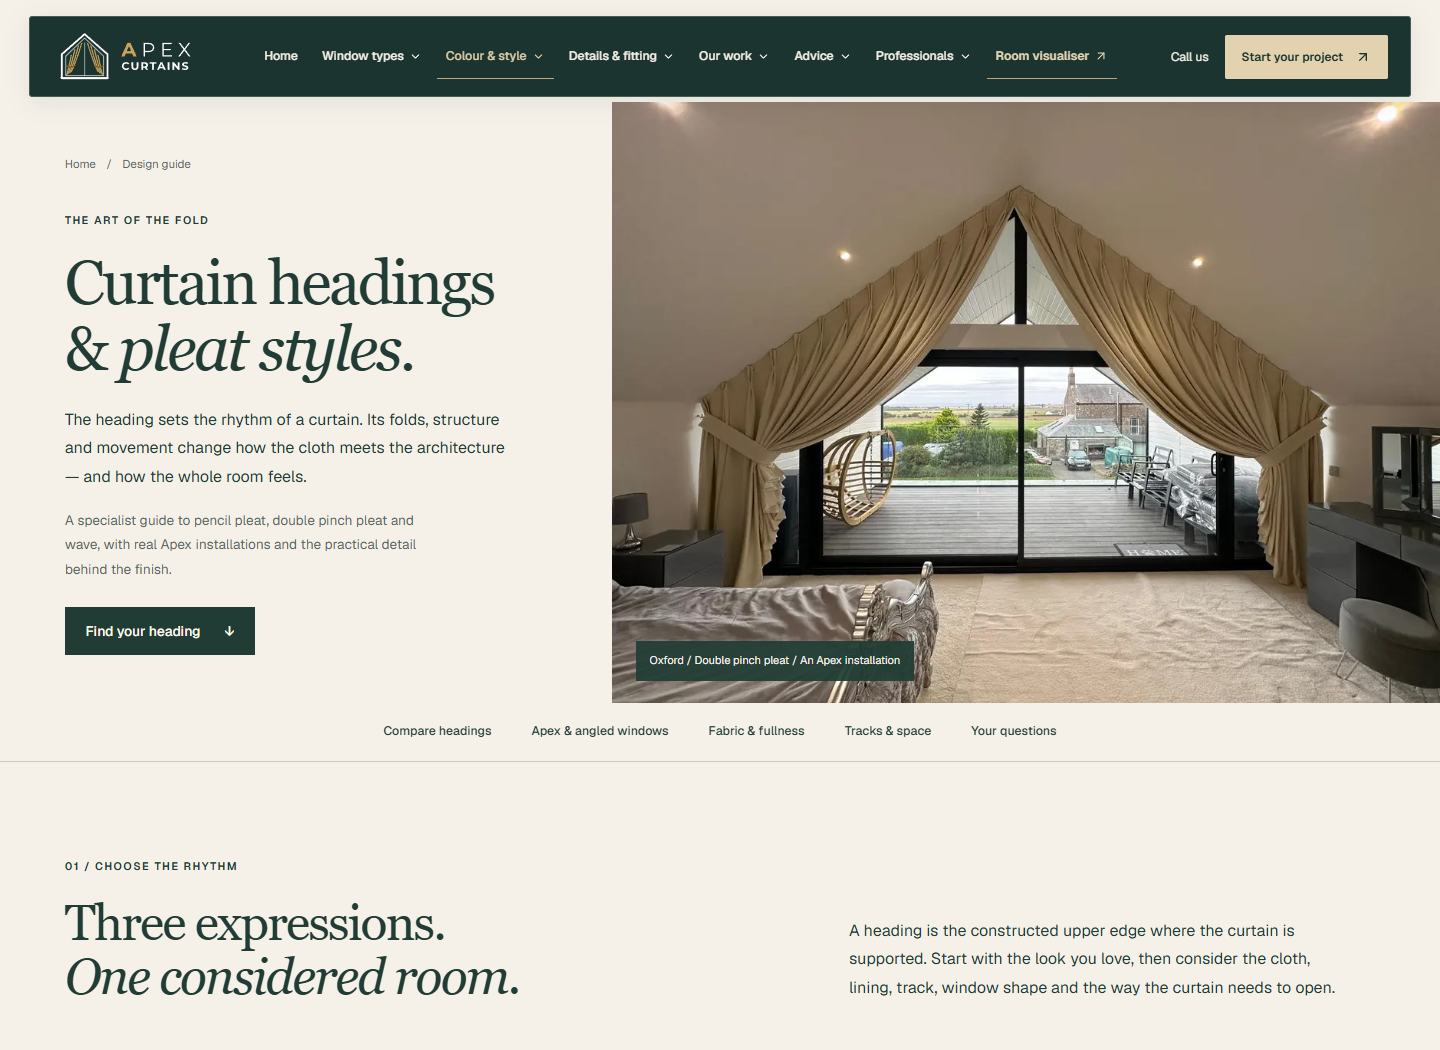 APEX
CURTAINS
Home
Window types
Colour & style
Details & fitting
Our work
Advice
Professionals
Room visualiser
Call us
Start your project
Home / Design guide
THE ART OF THE FOLD
Curtain headings
& pleat styles.
The heading sets the rhythm of a curtain. Its folds, structure
and movement change how the cloth meets the architecture
— and how the whole room feels.
A specialist guide to pencil pleat, double pinch pleat and
wave, with real Apex installations and the practical detail
behind the finish.
Find your heading
HOME
Oxford / Double pinch pleat / An Apex installation
Compare headings
Apex & angled windows
Fabric & fullness
Tracks & space
Your questions
01 / CHOOSE THE RHYTHM
Three expressions.
One considered room.
A heading is the constructed upper edge where the curtain is
supported. Start with the look you love, then consider the cloth,
lining, track, window shape and the way the curtain needs to open.